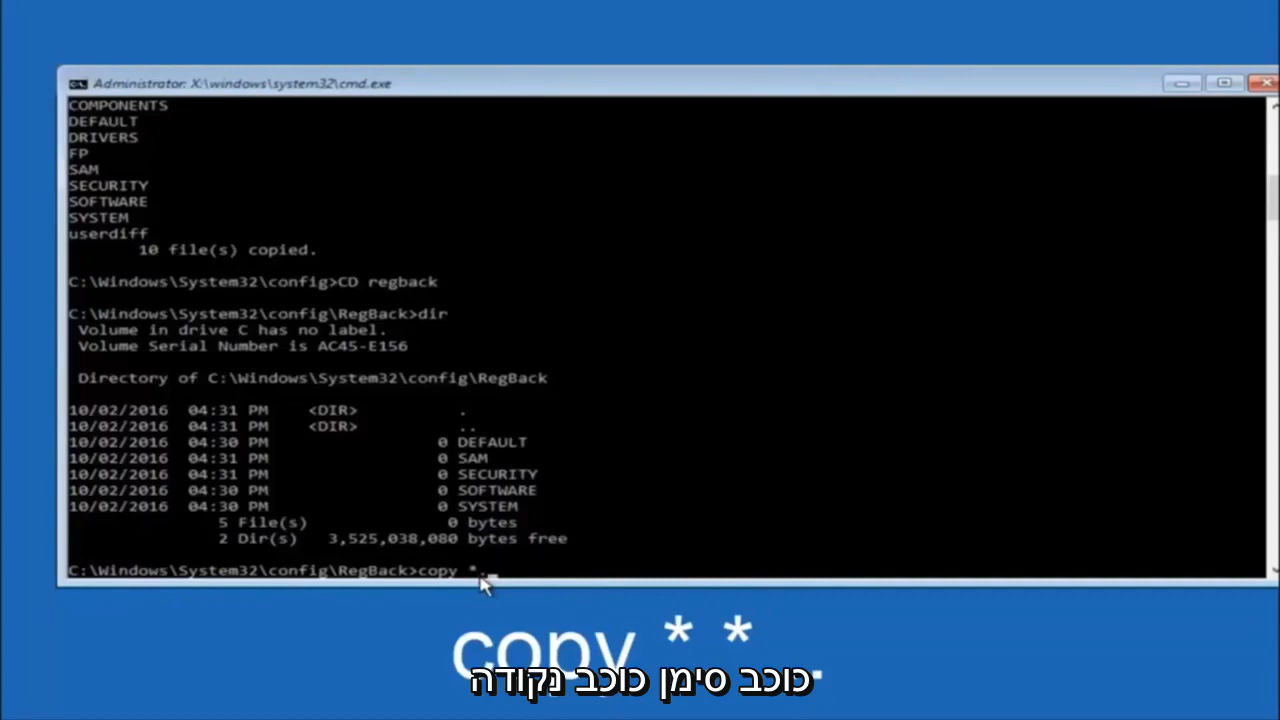 Administrator: X:\windows\system32\cmd.exe
COMPONENTS
DEFAULT
DRIVERS
FP
SAM
SECURITY
SOFTWARE
SYSTEM
userdiff
10 file(s) copied.
C:\Windows\System32\config>CD regback
C:\Windows\System32\config\RegBack>dir
Volume in drive C has no label.
Volume Serial Number is AC45-E156
Directory of C:\Windows\System32\config\RegBack
10/02/2016 04:31 PM <DIR> .
10/02/2016 04:31 PM <DIR> ..
10/02/2016 04:30 PM 0 DEFAULT
10/02/2016 04:31 PM 0 SAM
10/02/2016 04:31 PM 0 SECURITY
10/02/2016 04:30 PM 0 SOFTWARE
10/02/2016 04:30 PM 0 SYSTEM
5 File(s) 0 bytes
2 Dir(s) 3,525,038,080 bytes free
C:\Windows\System32\config\RegBack>copy *._
copy * * .
כוכב סימן כוכב נקודה